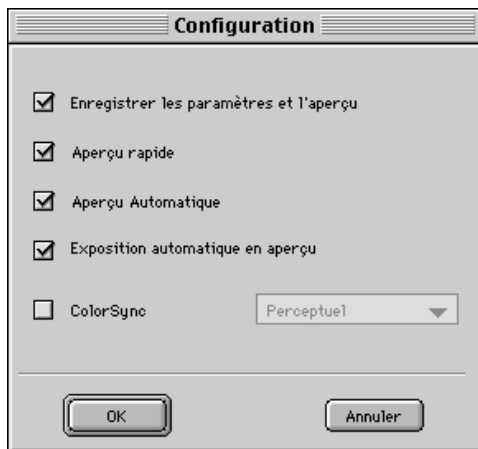 Configuration
Enregistrer les paramètres et l'aperçu
Aperçu rapide
Aperçu Automatique
Exposition automatique en aperçu
ColorSync Perceptuel
OK Annuler